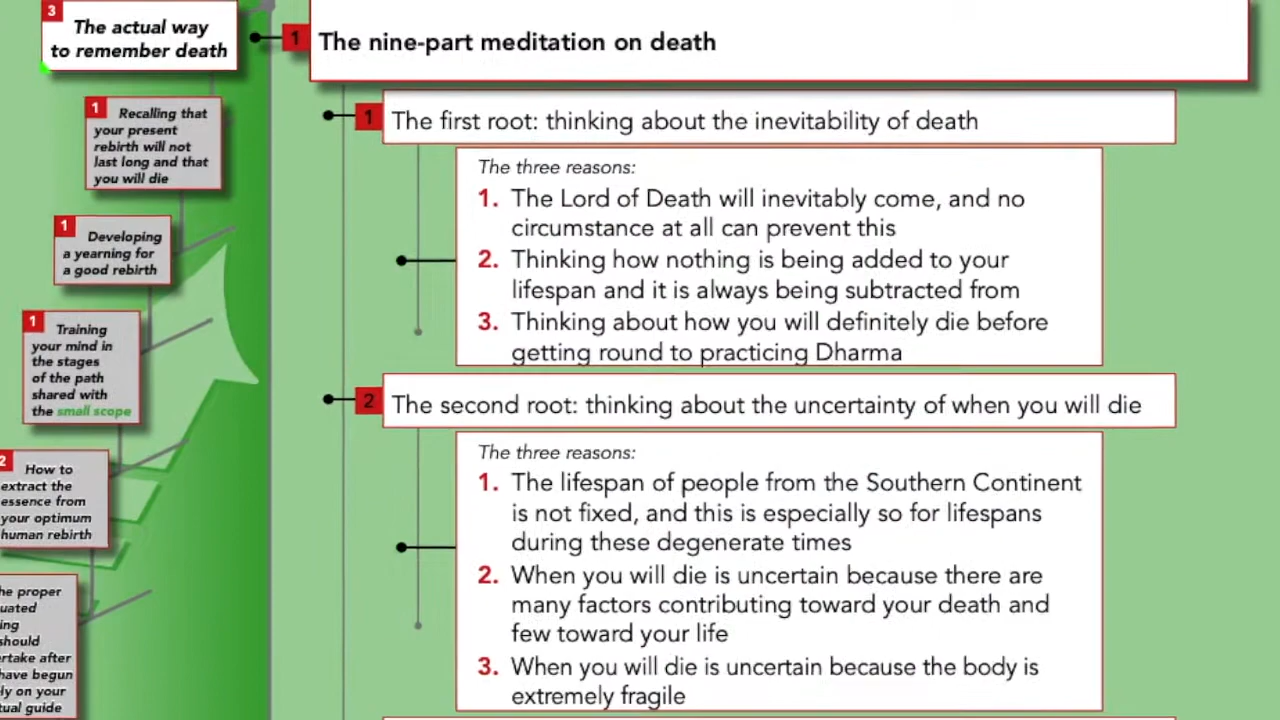 3
The actual way
to remember death
1
Recalling that
your present
rebirth will not
last long and that
you will die
1
Developing
a yearning for
a good rebirth
1
Training
your mind in
the stages
of the path
shared with
the small scope
2
How to
extract the
essence from
your optimum
human rebirth
he proper
uated
ing
should
ertake after
have begun
ly on your
tual guide
1
The nine-part meditation on death
1
The first root: thinking about the inevitability of death
The three reasons:
1. The Lord of Death will inevitably come, and no
circumstance at all can prevent this
2. Thinking how nothing is being added to your
lifespan and it is always being subtracted from
3. Thinking about how you will definitely die before
getting round to practicing Dharma
2
The second root: thinking about the uncertainty of when you will die
The three reasons:
1. The lifespan of people from the Southern Continent
is not fixed, and this is especially so for lifespans
during these degenerate times
2. When you will die is uncertain because there are
many factors contributing toward your death and
few toward your life
3. When you will die is uncertain because the body is
extremely fragile